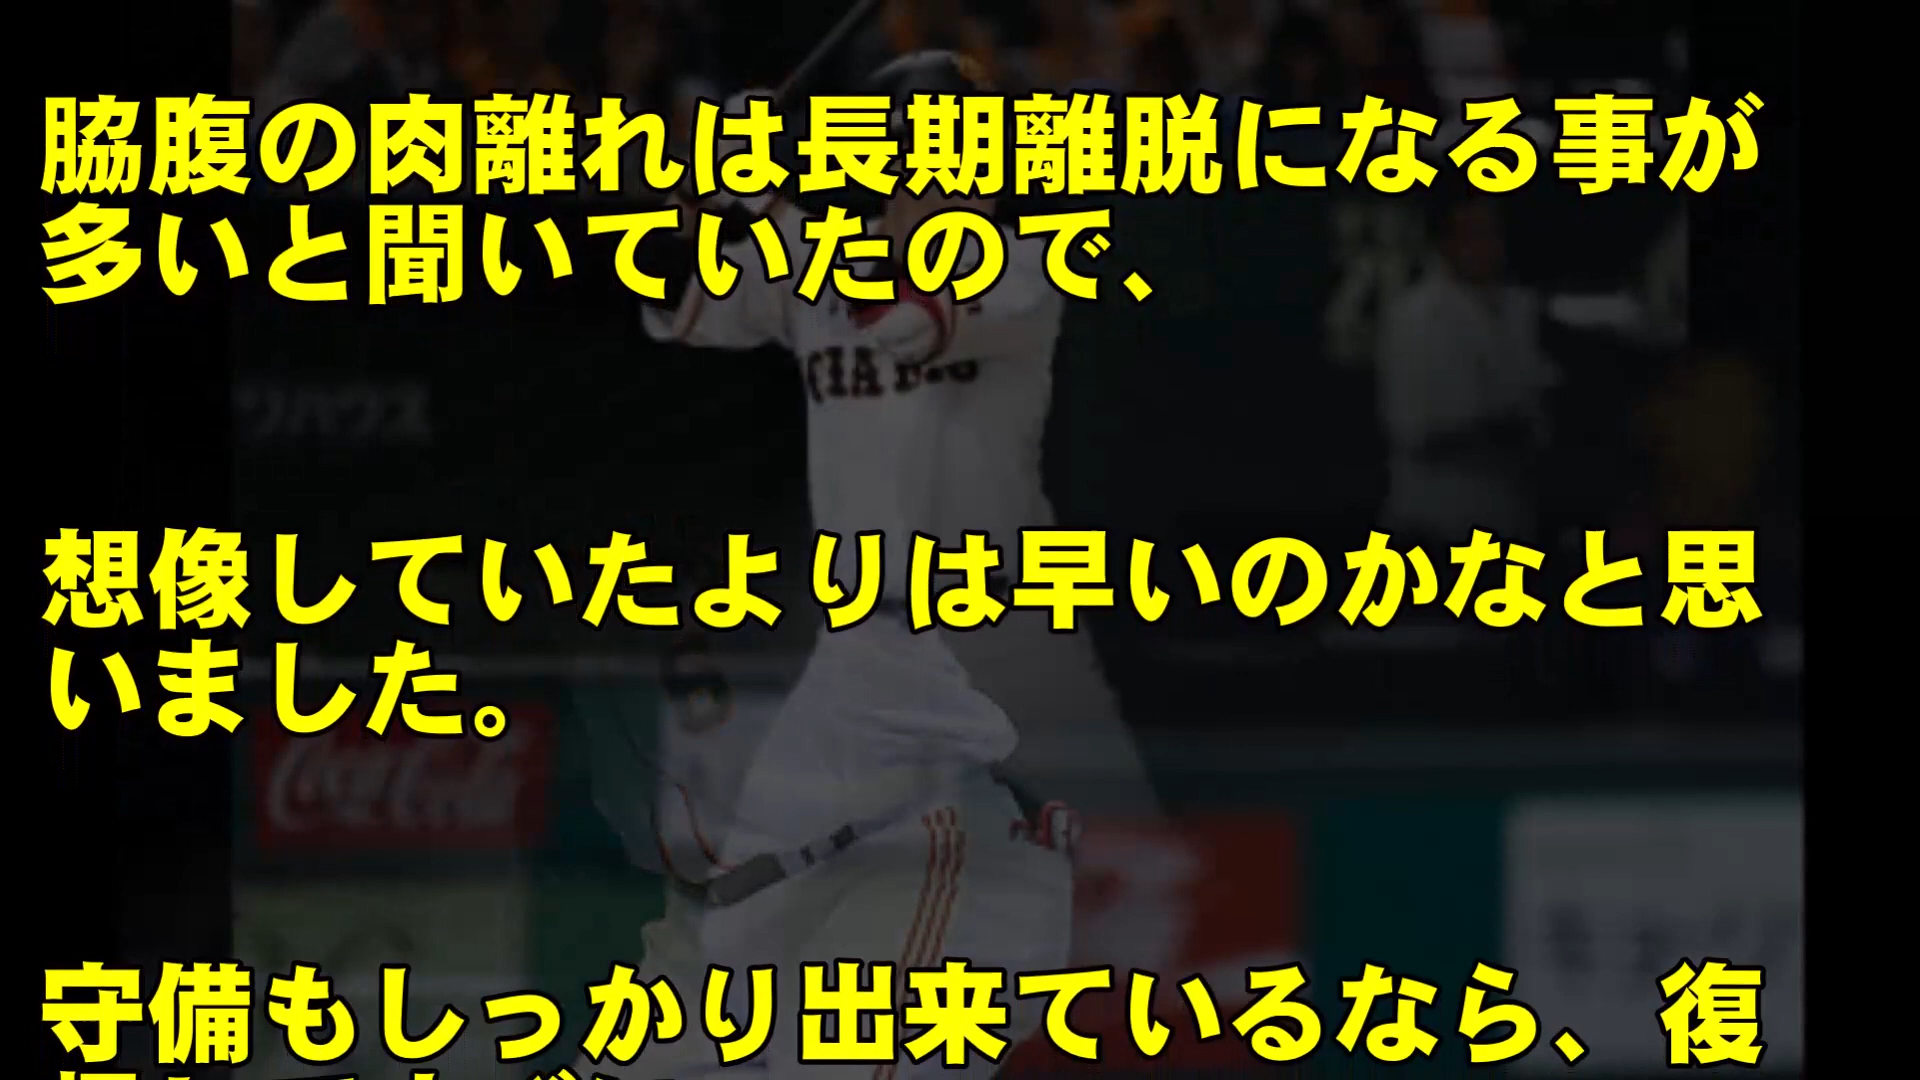 脇腹の肉離れは長期離脱になる事が
多いと聞いていたので、
想像していたよりは早いのかなと思
いました。
守備もしっかり出来ているなら、復
Coca-Cola